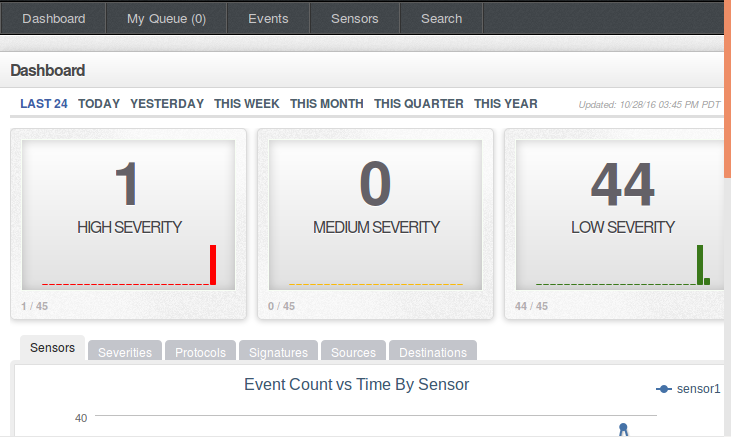 Dashboard My Queue (0) Events Sensors Search
Dashboard
LAST 24 TODAY YESTERDAY THIS WEEK THIS MONTH THIS QUARTER THIS YEAR Updated: 10/28/16 03:45 PM PDT
1 0 44
HIGH SEVERITY MEDIUM SEVERITY LOW SEVERITY
1 / 45 0 / 45 44 / 45
Sensors Severities Protocols Signatures Sources Destinations
Event Count vs Time By Sensor
sensor1
40